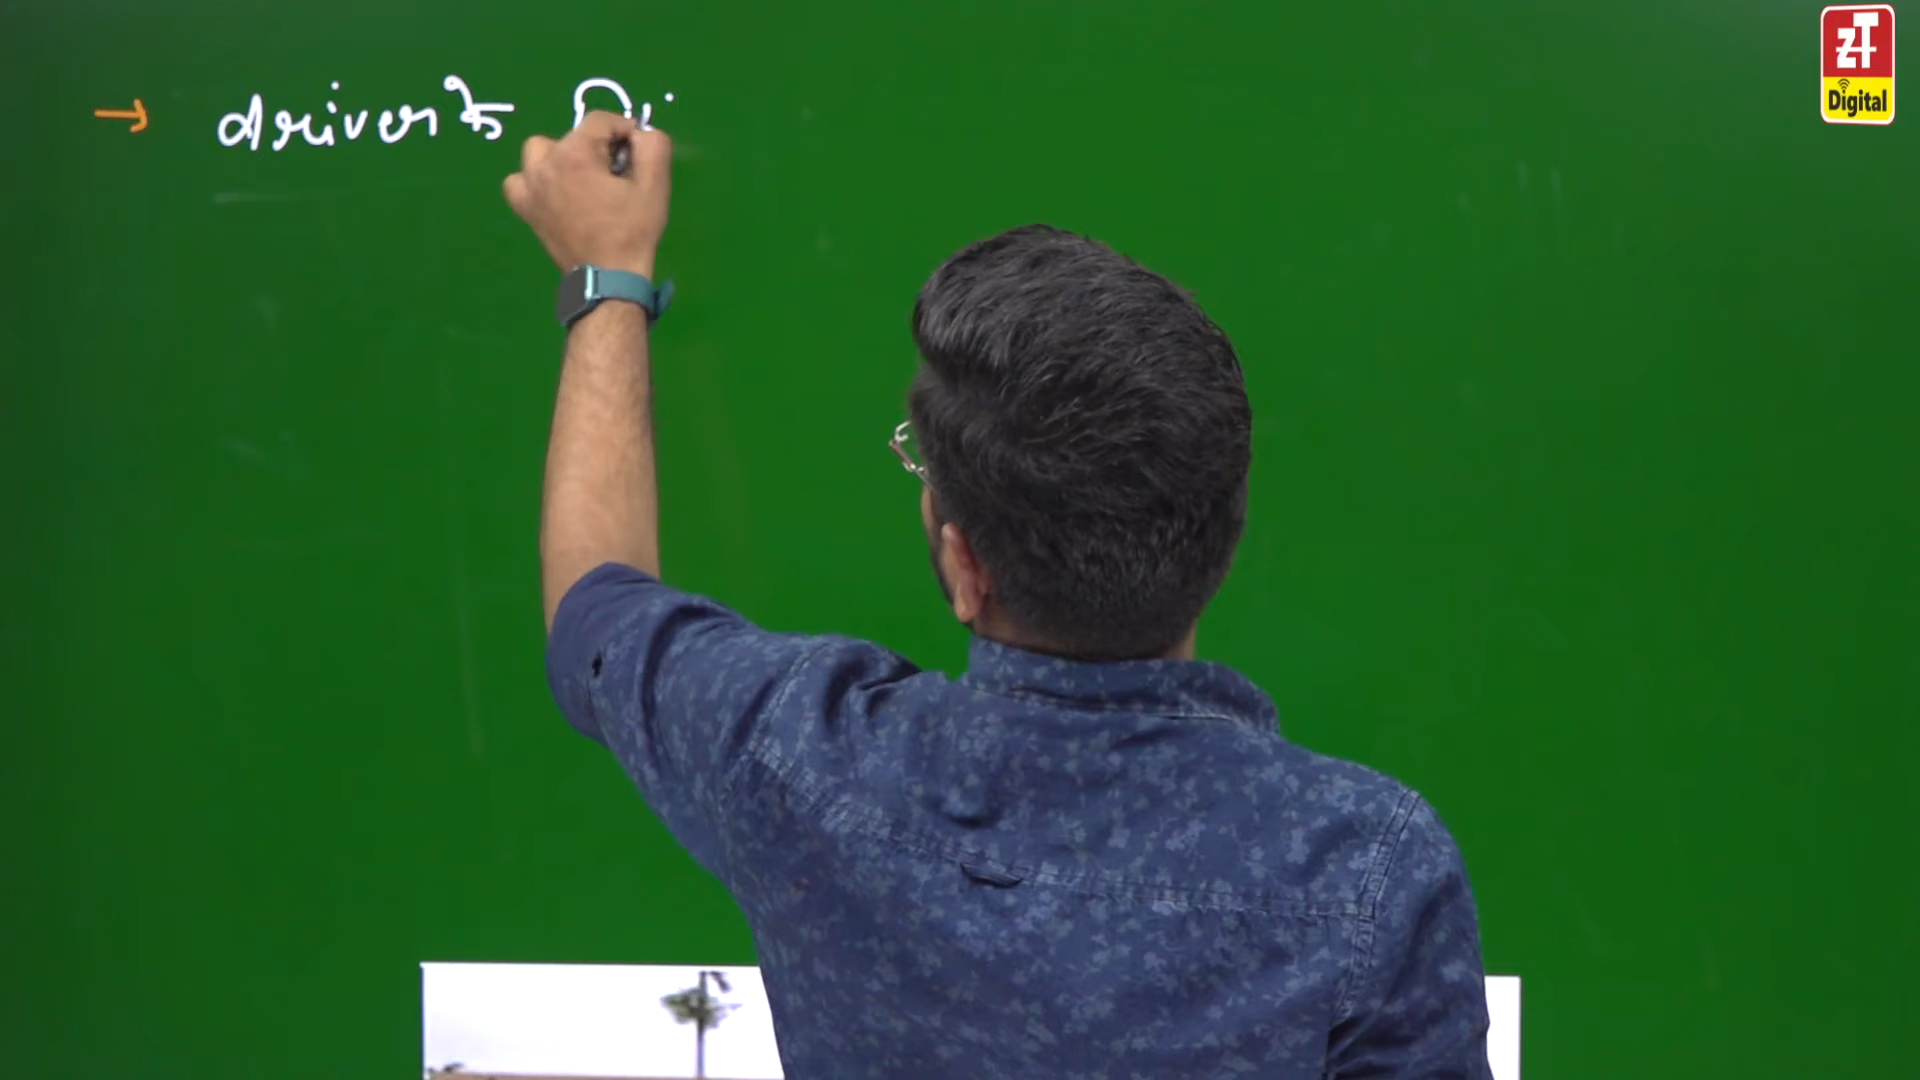 → driver के
ZT
Digital